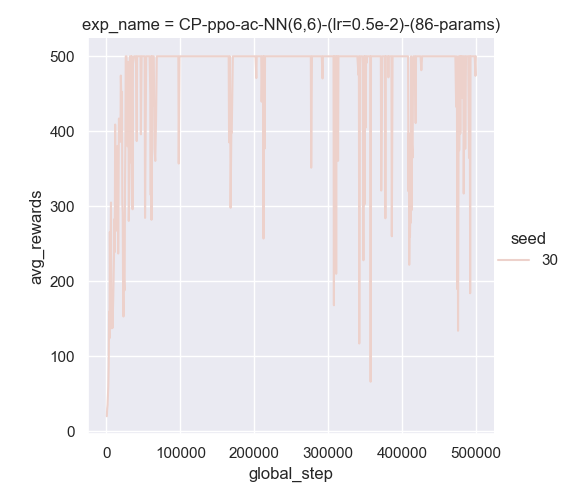 exp_name = CP-ppo-ac-NN(6,6)-(lr=0.5e-2)-(86-params)
500
400
300
200
100
0
avg_rewards
0 100000 200000 300000 400000 500000
global_step
seed
30